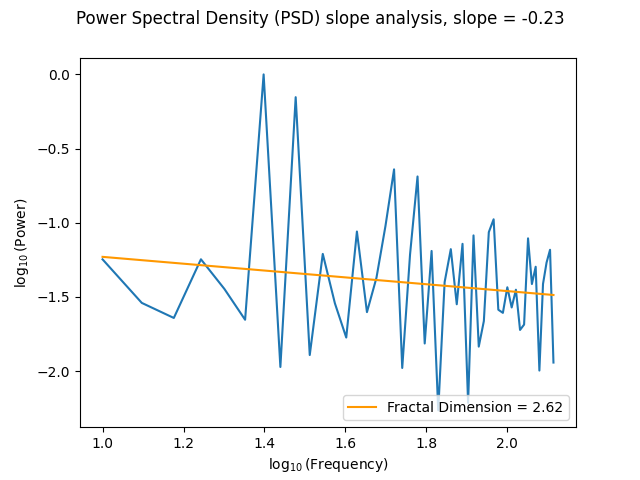 Power Spectral Density (PSD) slope analysis, slope = -0.23
0.0
−0.5
−1.0
−1.5
−2.0
log₁₀(Power)
Fractal Dimension = 2.62
1.0 1.2 1.4 1.6 1.8 2.0
log₁₀(Frequency)